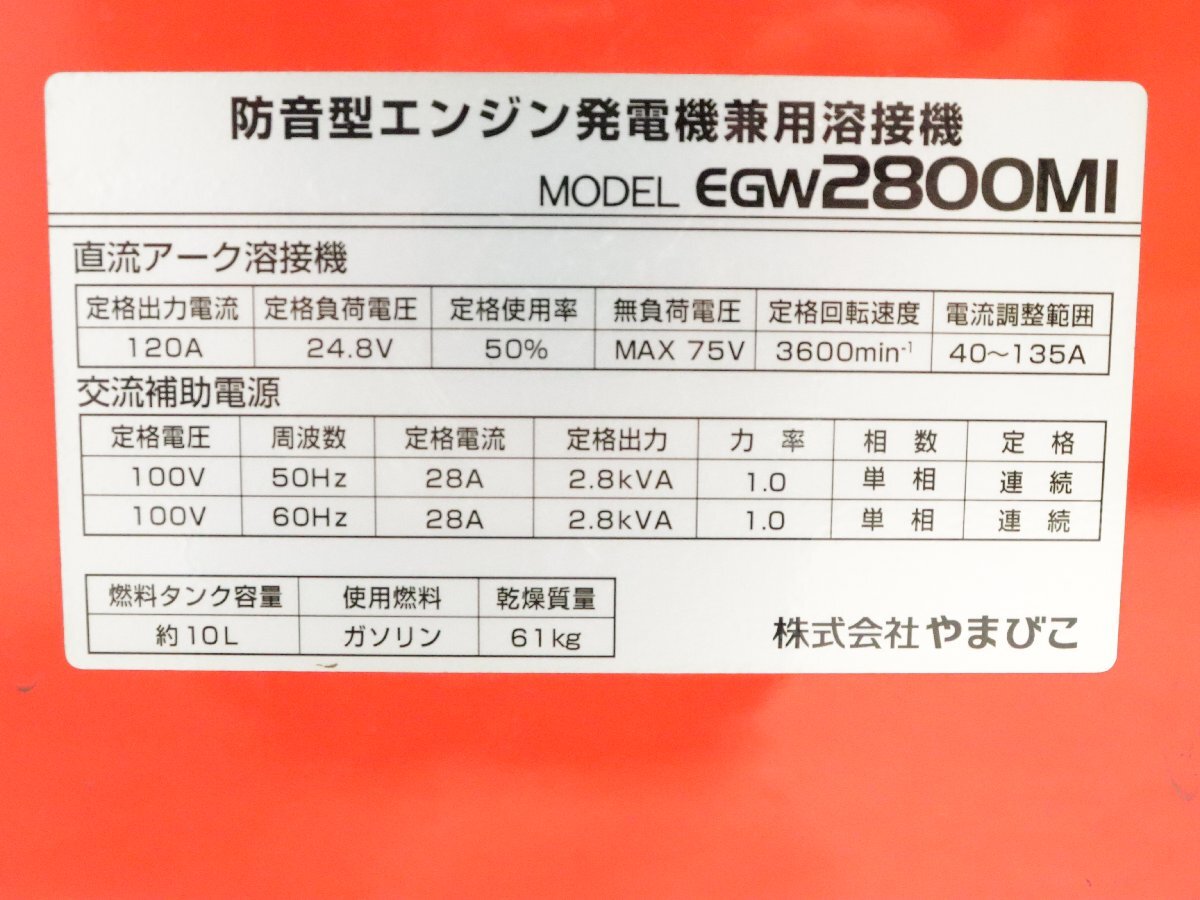 防音型エンジン発電機兼用溶接機
MODEL EGW2800MI
直流アーク溶接機
定格出力電流 定格負荷電圧 定格使用率 無負荷電圧 定格回転速度 電流調整範囲
120A 24.8V 50% MAX 75V 3600min⁻¹ 40～135A
交流補助電源
定格電圧 周波数 定格電流 定格出力 力 率 相 数 定 格
100V 50Hz 28A 2.8kVA 1.0 単 相 連 続
100V 60Hz 28A 2.8kVA 1.0 単 相 連 続
燃料タンク容量 使用燃料 乾燥質量
約10L ガソリン 61kg
株式会社やまびこ